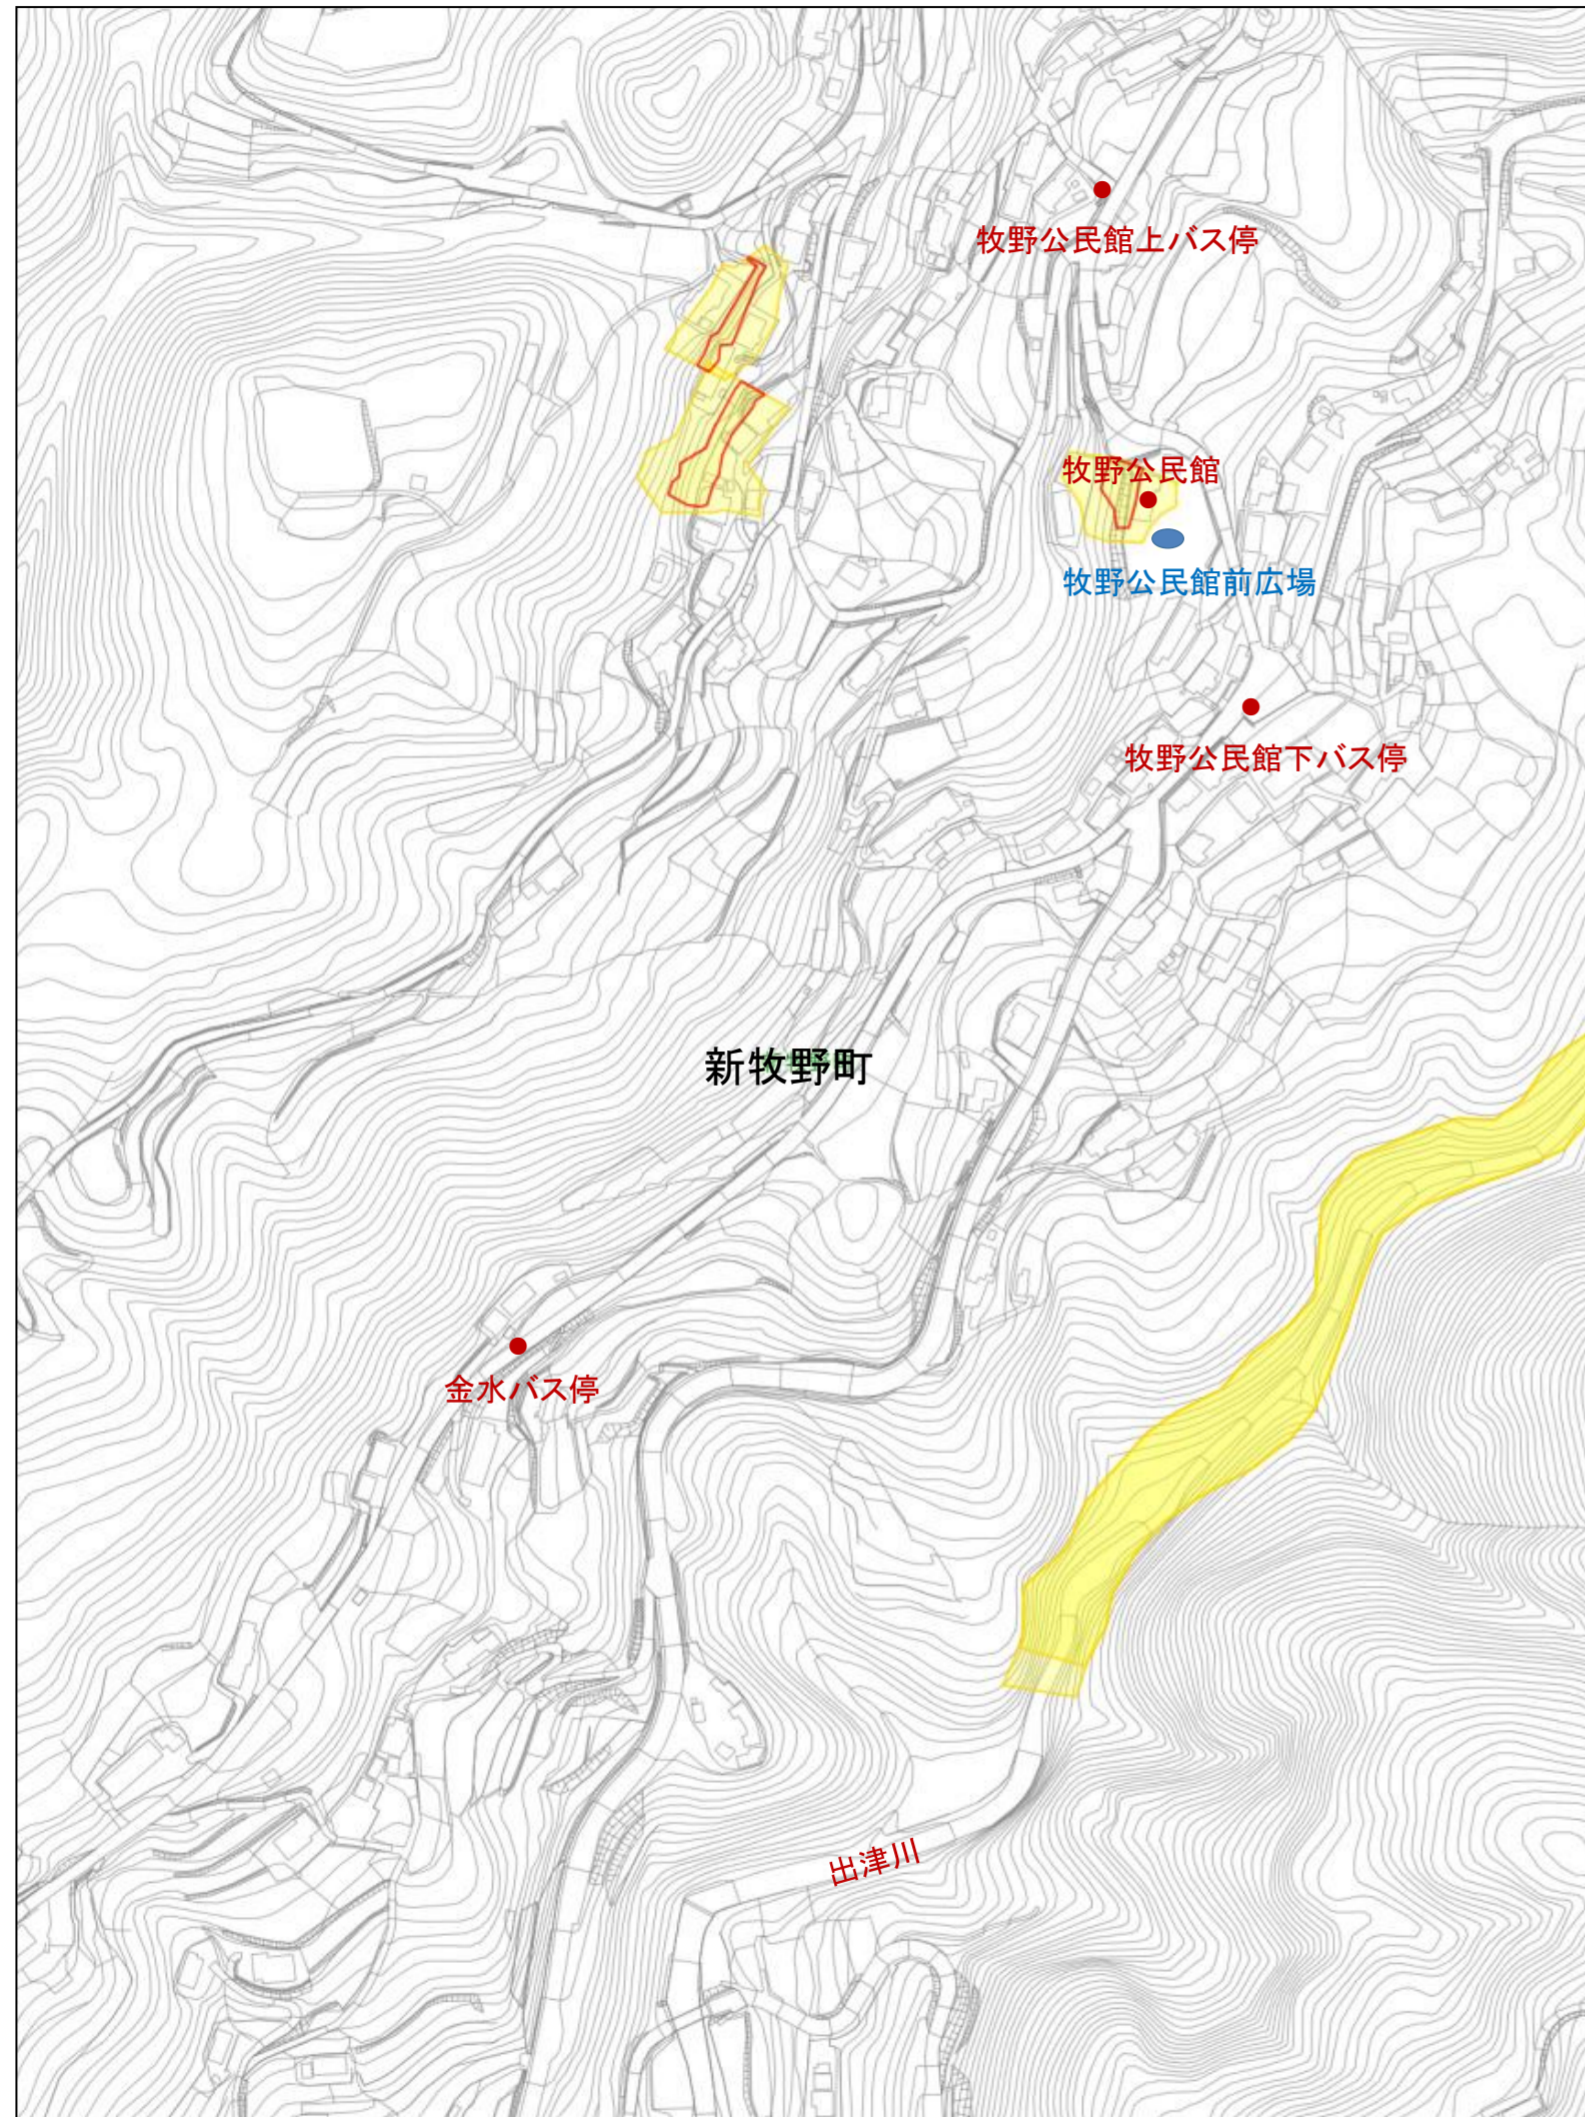 牧野公民館上バス停
牧野公民館
牧野公民館前広場
牧野公民館下バス停
新牧野町
金水バス停
出津川